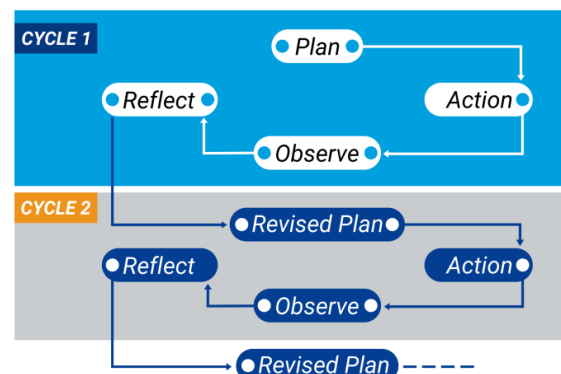 CYCLE 1
Plan
Reflect
Action
Observe
CYCLE 2
Revised Plan
Reflect
Action
Observe
Revised Plan